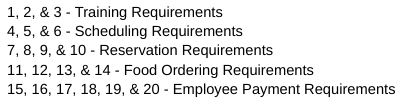 1, 2, & 3 - Training Requirements
4, 5, & 6 - Scheduling Requirements
7, 8, 9, & 10 - Reservation Requirements
11, 12, 13, & 14 - Food Ordering Requirements
15, 16, 17, 18, 19, & 20 - Employee Payment Requirements